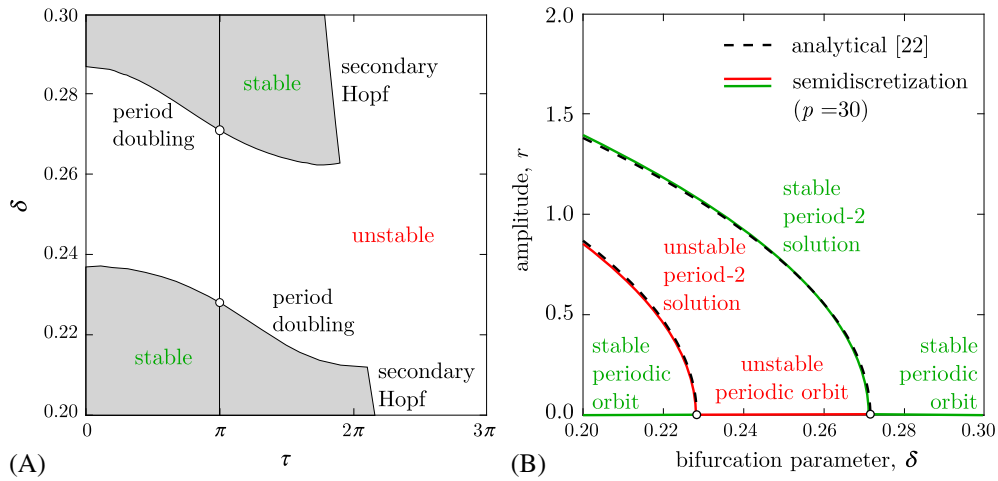 0.30
0.28
0.26
0.24
0.22
0.20
δ
stable
secondary
Hopf
period
doubling
unstable
period
doubling
stable
secondary
Hopf
0
π
2π
3π
τ
(A)
2.0
1.5
1.0
0.5
0.0
amplitude, r
analytical [22]
semidiscretization
(p =30)
stable
period-2
solution
unstable
period-2
solution
stable
periodic
orbit
unstable
periodic orbit
stable
periodic
orbit
0.20
0.22
0.24
0.26
0.28
0.30
bifurcation parameter, δ
(B)